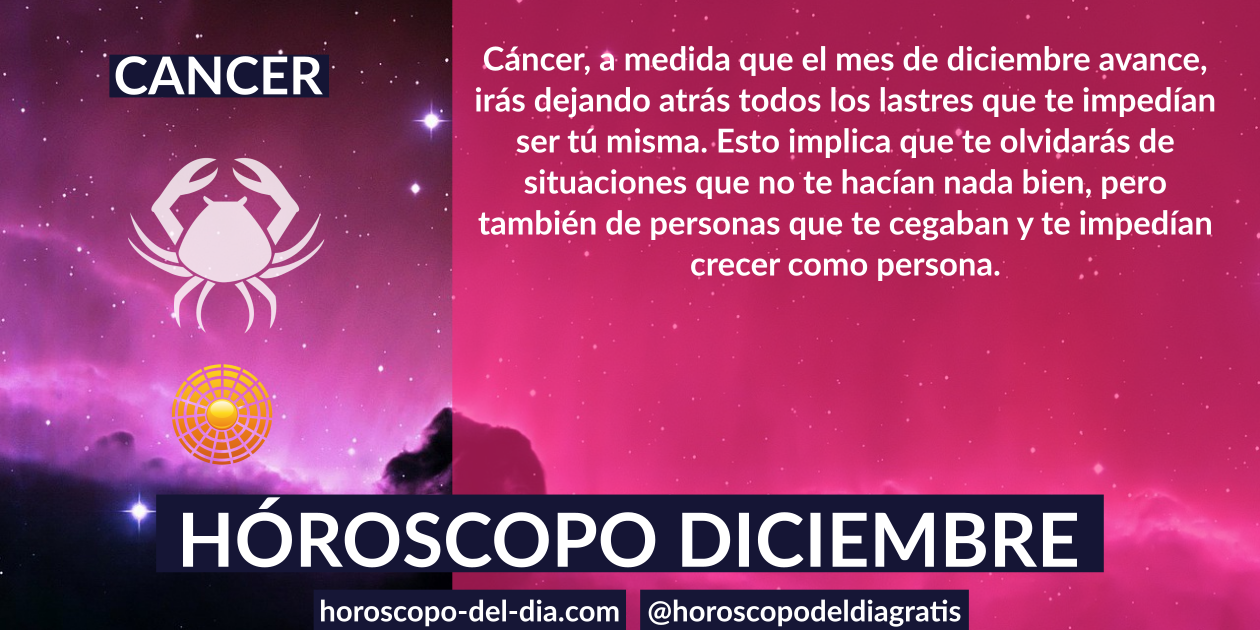 CANCER
Cáncer, a medida que el mes de diciembre avance,
irás dejando atrás todos los lastres que te impedían
ser tú misma. Esto implica que te olvidarás de
situaciones que no te hacían nada bien, pero
también de personas que te cegaban y te impedían
crecer como persona.
HÓROSCOPO DICIEMBRE
horoscopo-del-dia.com @horoscopodeldiagratis